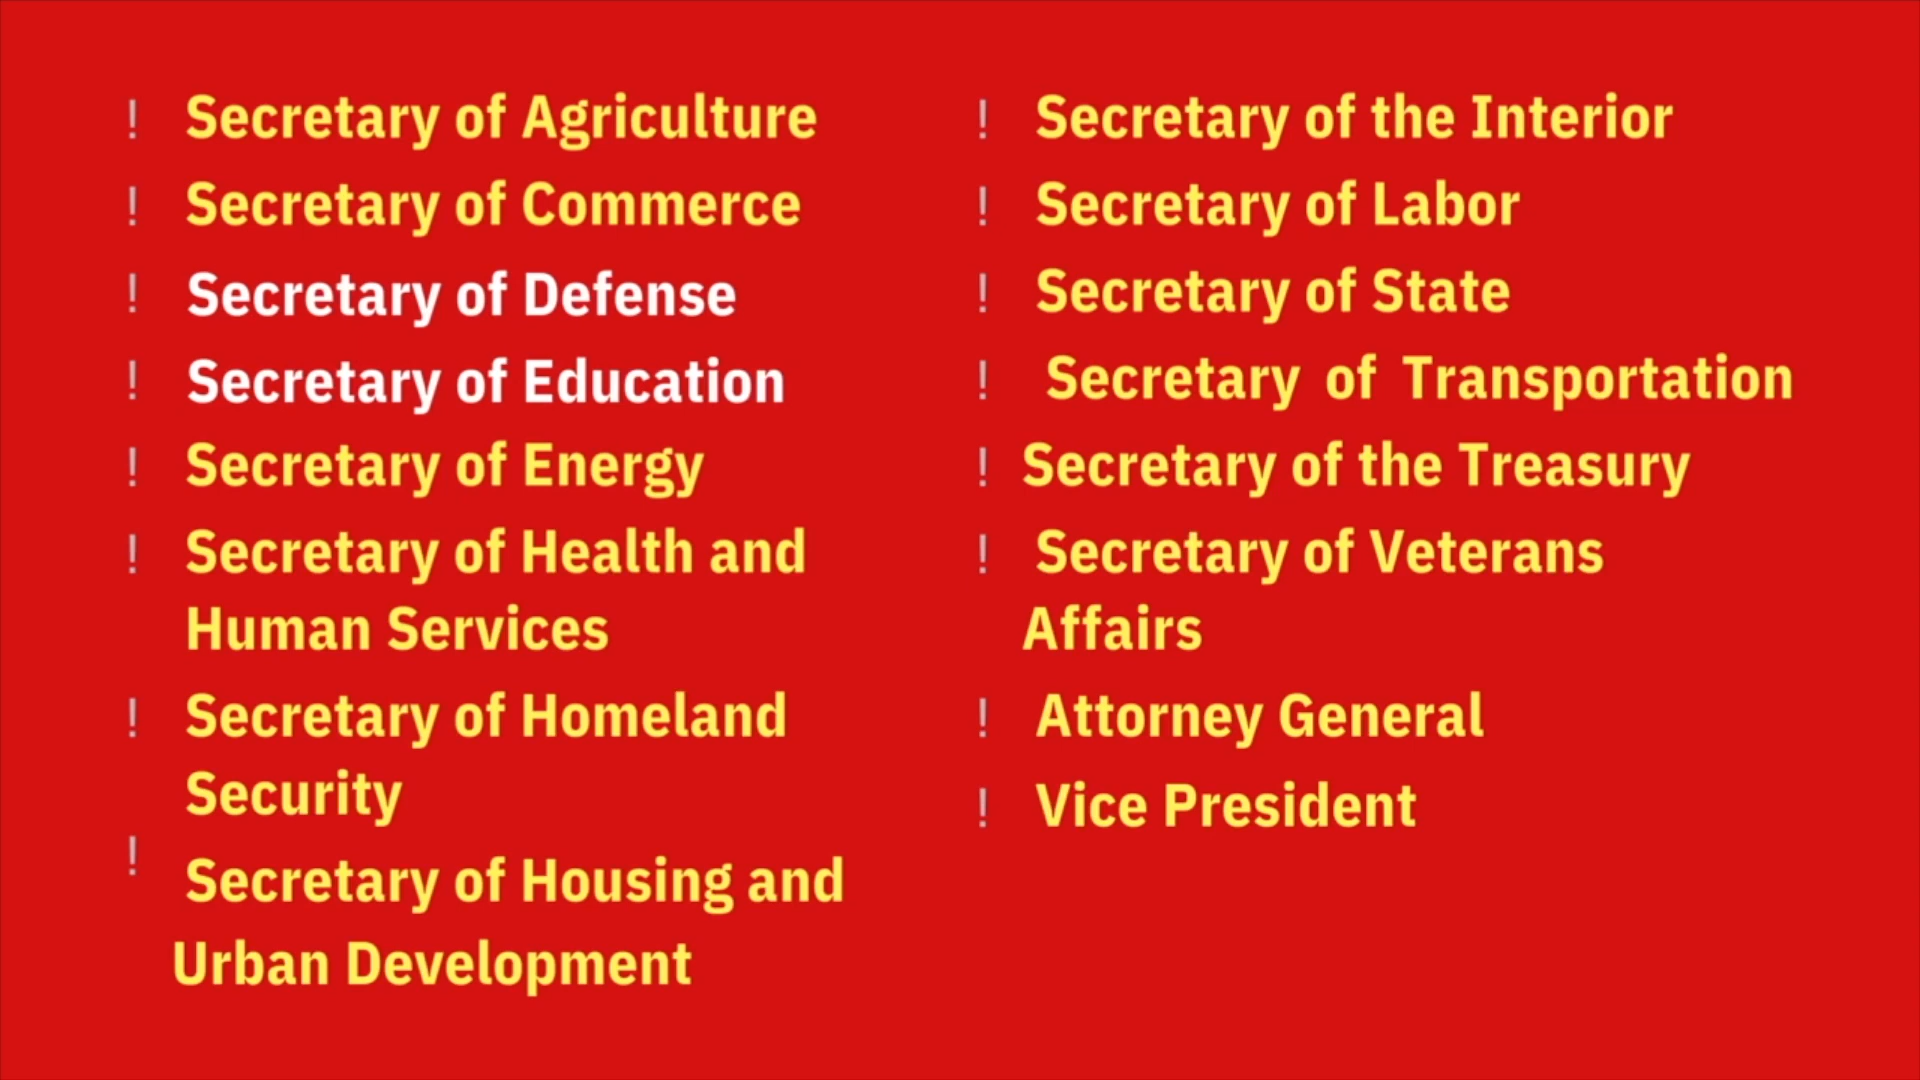 ! Secretary of Agriculture
! Secretary of Commerce
! Secretary of Defense
! Secretary of Education
! Secretary of Energy
! Secretary of Health and
Human Services
! Secretary of Homeland
Security
! Secretary of Housing and
Urban Development
! Secretary of the Interior
! Secretary of Labor
! Secretary of State
! Secretary of Transportation
! Secretary of the Treasury
! Secretary of Veterans
Affairs
! Attorney General
! Vice President